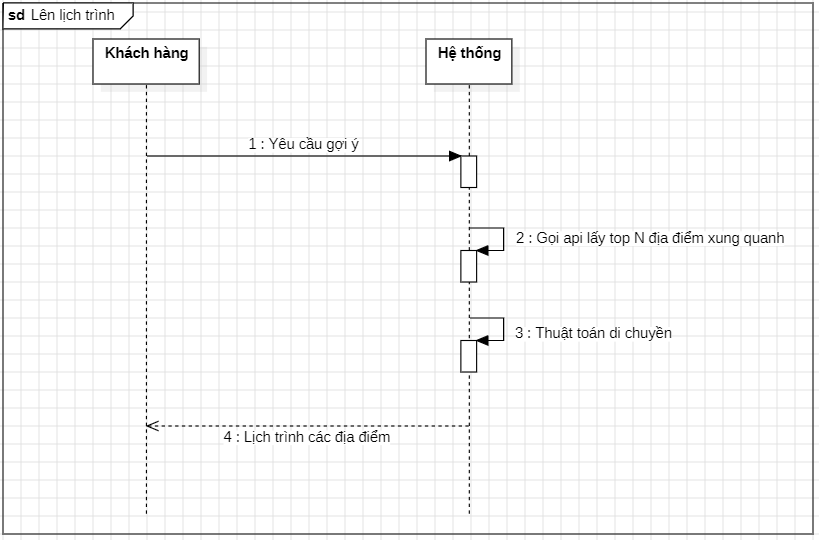 sd Lên lịch trình
Khách hàng
Hệ thống
1 : Yêu cầu gợi ý
2 : Gọi api lấy top N địa điểm xung quanh
3 : Thuật toán di chuyền
4 : Lịch trình các địa điểm